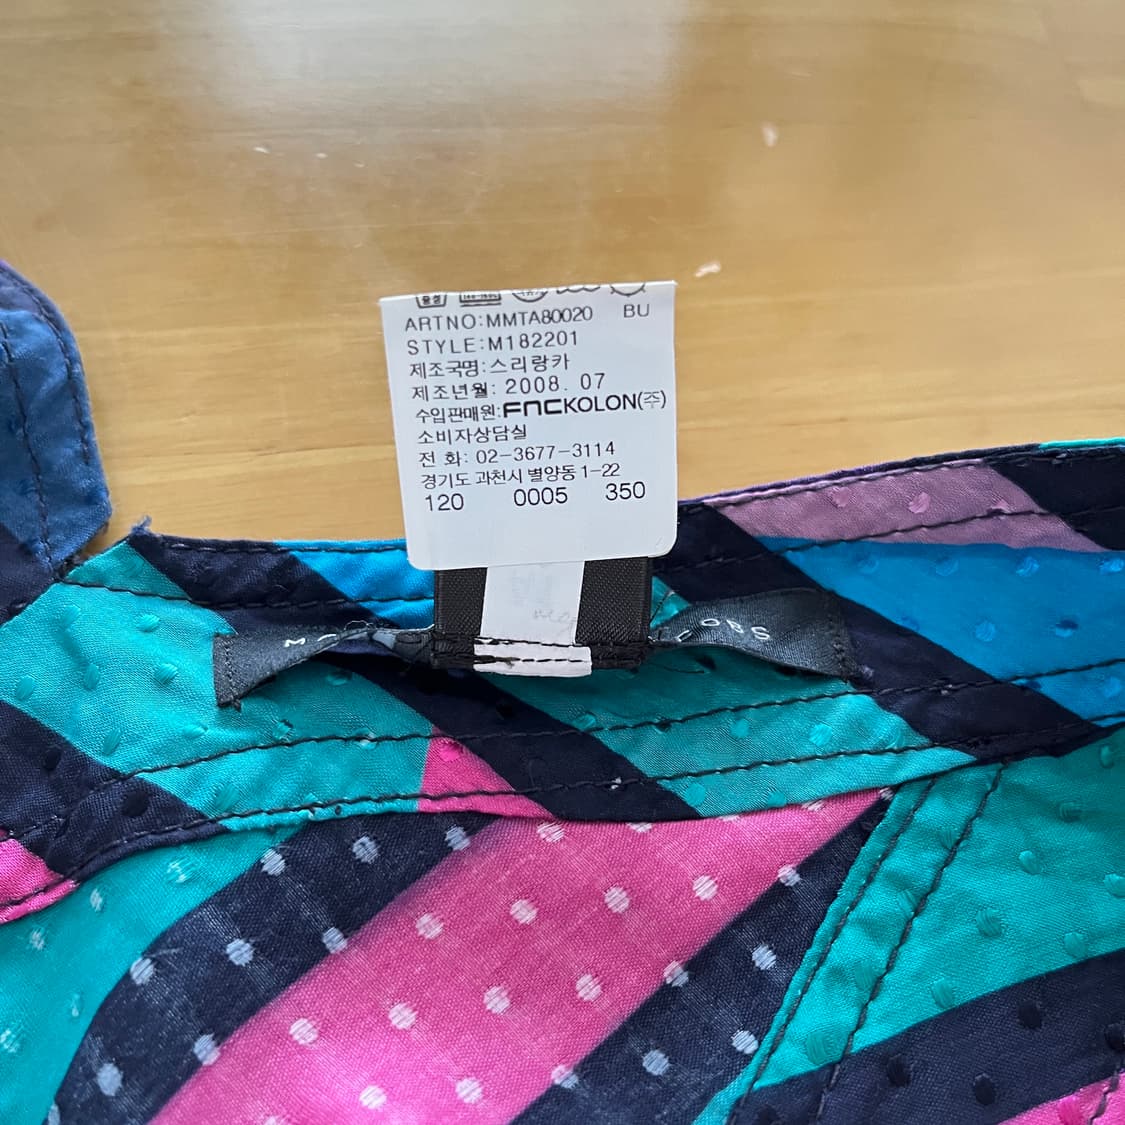 중성
ARTNO:MMTA80020 BU
STYLE:M182201
제조국명:스리랑카
제조년월: 2008. 07
수입판매원:FNCKOLON(주)
소비자상담실
전 화: 02-3677-3114
경기도 과천시 별양동 1-22
120 0005 350